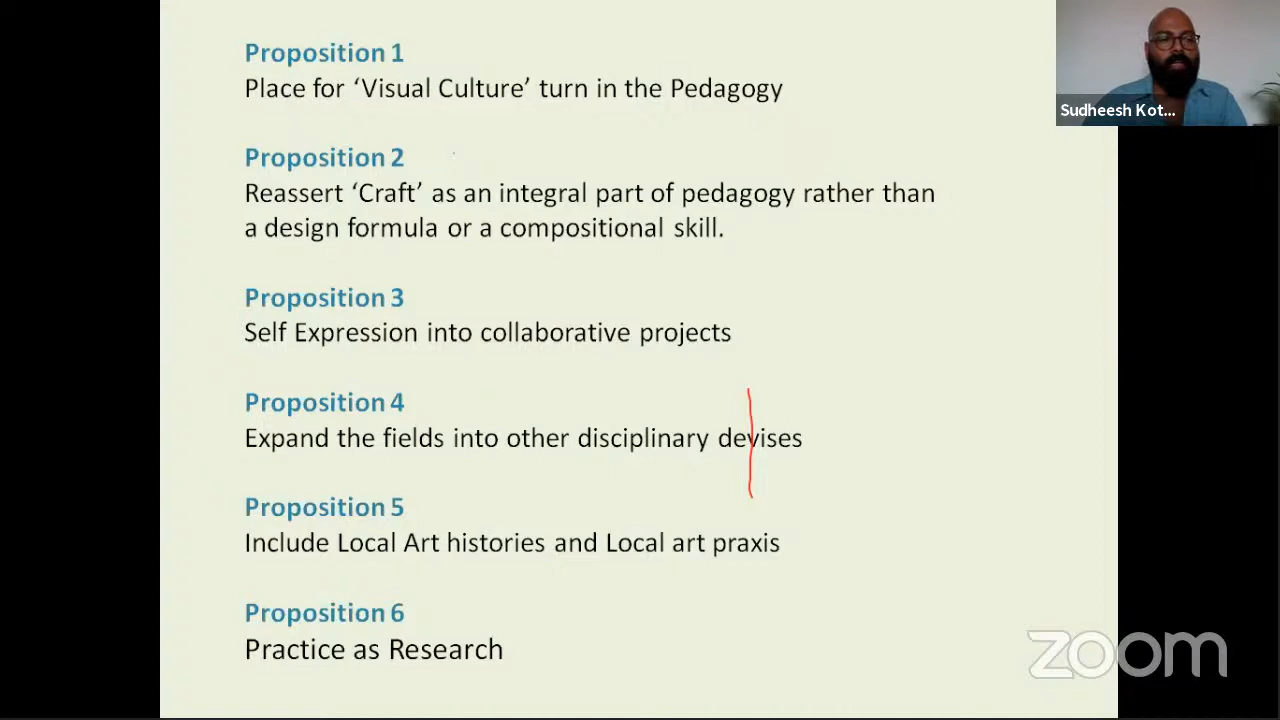 Proposition 1
Place for ‘Visual Culture’ turn in the Pedagogy
Proposition 2
Reassert ‘Craft’ as an integral part of pedagogy rather than
a design formula or a compositional skill.
Proposition 3
Self Expression into collaborative projects
Proposition 4
Expand the fields into other disciplinary devises
Proposition 5
Include Local Art histories and Local art praxis
Proposition 6
Practice as Research
Sudheesh Kot...
zoom